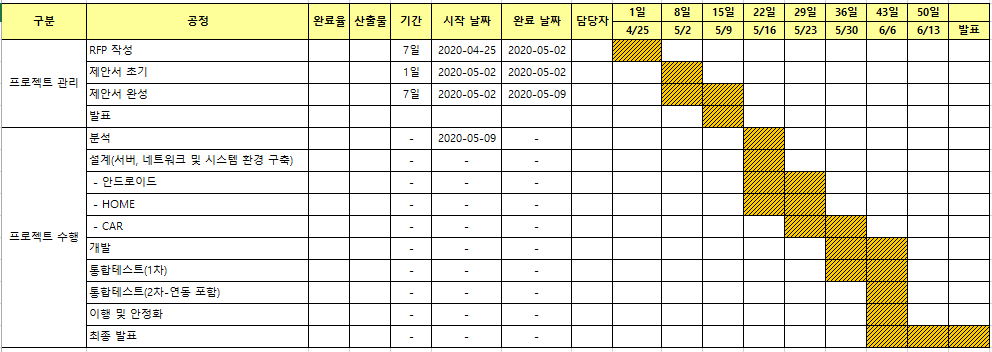 구분 공정 완료율 산출물 기간 시작 날짜 완료 날짜 담당자 1일 8일 15일 22일 29일 36일 43일 50일
4/25 5/2 5/9 5/16 5/23 5/30 6/6 6/13 발표
프로젝트 관리
RFP 작성 7일 2020-04-25 2020-05-02
제안서 초기 1일 2020-05-02 2020-05-02
제안서 완성 7일 2020-05-02 2020-05-09
발표
프로젝트 수행
분석 - 2020-05-09 -
설계(서버, 네트워크 및 시스템 환경 구축) - - -
- 안드로이드 - - -
- HOME - - -
- CAR - - -
개발 - - -
통합테스트(1차) - - -
통합테스트(2차-연동 포함) - - -
이행 및 안정화 - - -
최종 발표 - - -